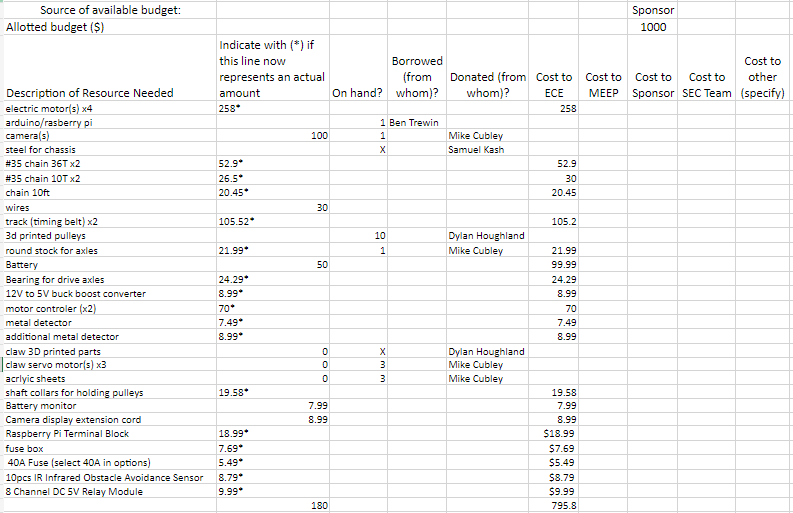 Source of available budget: Sponsor
Allotted budget ($) 1000
Indicate with (*) if
this line now Borrowed Cost to
represents an actual (from Donated (from Cost to Cost to Cost to Cost to other
Description of Resource Needed amount On hand? whom)? whom)? ECE MEEP Sponsor SEC Team (specify)
electric motor(s) x4 258* 258
arduino/rasberry pi 1 Ben Trewin
camera(s) 100 1 Mike Cubley
steel for chassis X Samuel Kash
#35 chain 36T x2 52.9* 52.9
#35 chain 10T x2 26.5* 30
chain 10ft 20.45* 20.45
wires 30
track (timing belt) x2 105.52* 105.2
3d printed pulleys 10 Dylan Houghland
round stock for axles 21.99* 1 Mike Cubley 21.99
Battery 50 99.99
Bearing for drive axles 24.29* 24.29
12V to 5V buck boost converter 8.99* 8.99
motor controler (x2) 70* 70
metal detector 7.49* 7.49
additional metal detector 8.99* 8.99
claw 3D printed parts 0 X Dylan Houghland
claw servo motor(s) x3 0 3 Mike Cubley
acrlyic sheets 0 3 Mike Cubley
shaft collars for holding pulleys 19.58* 19.58
Battery monitor 7.99 7.99
Camera display extension cord 8.99 8.99
Raspberry Pi Terminal Block 18.99* $18.99
fuse box 7.69* $7.69
40A Fuse (select 40A in options) 5.49* $5.49
10pcs IR Infrared Obstacle Avoidance Sensor 8.79* $8.79
8 Channel DC 5V Relay Module 9.99* $9.99
180 795.8